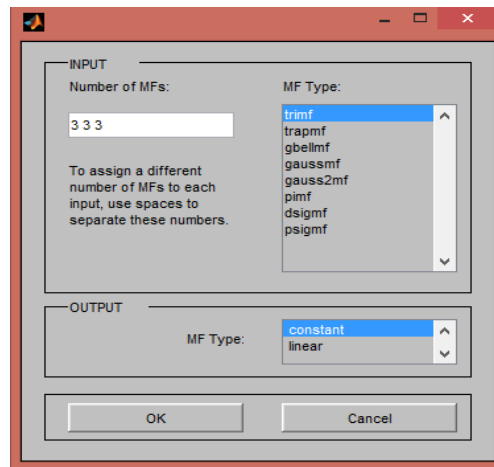 INPUT
Number of MFs:
3 3 3
To assign a different
number of MFs to each
input, use spaces to
separate these numbers.
MF Type:
trimf
trapmf
gbellmf
gaussmf
gauss2mf
pimf
dsigmf
psigmf
OUTPUT
MF Type:
constant
linear
OK
Cancel